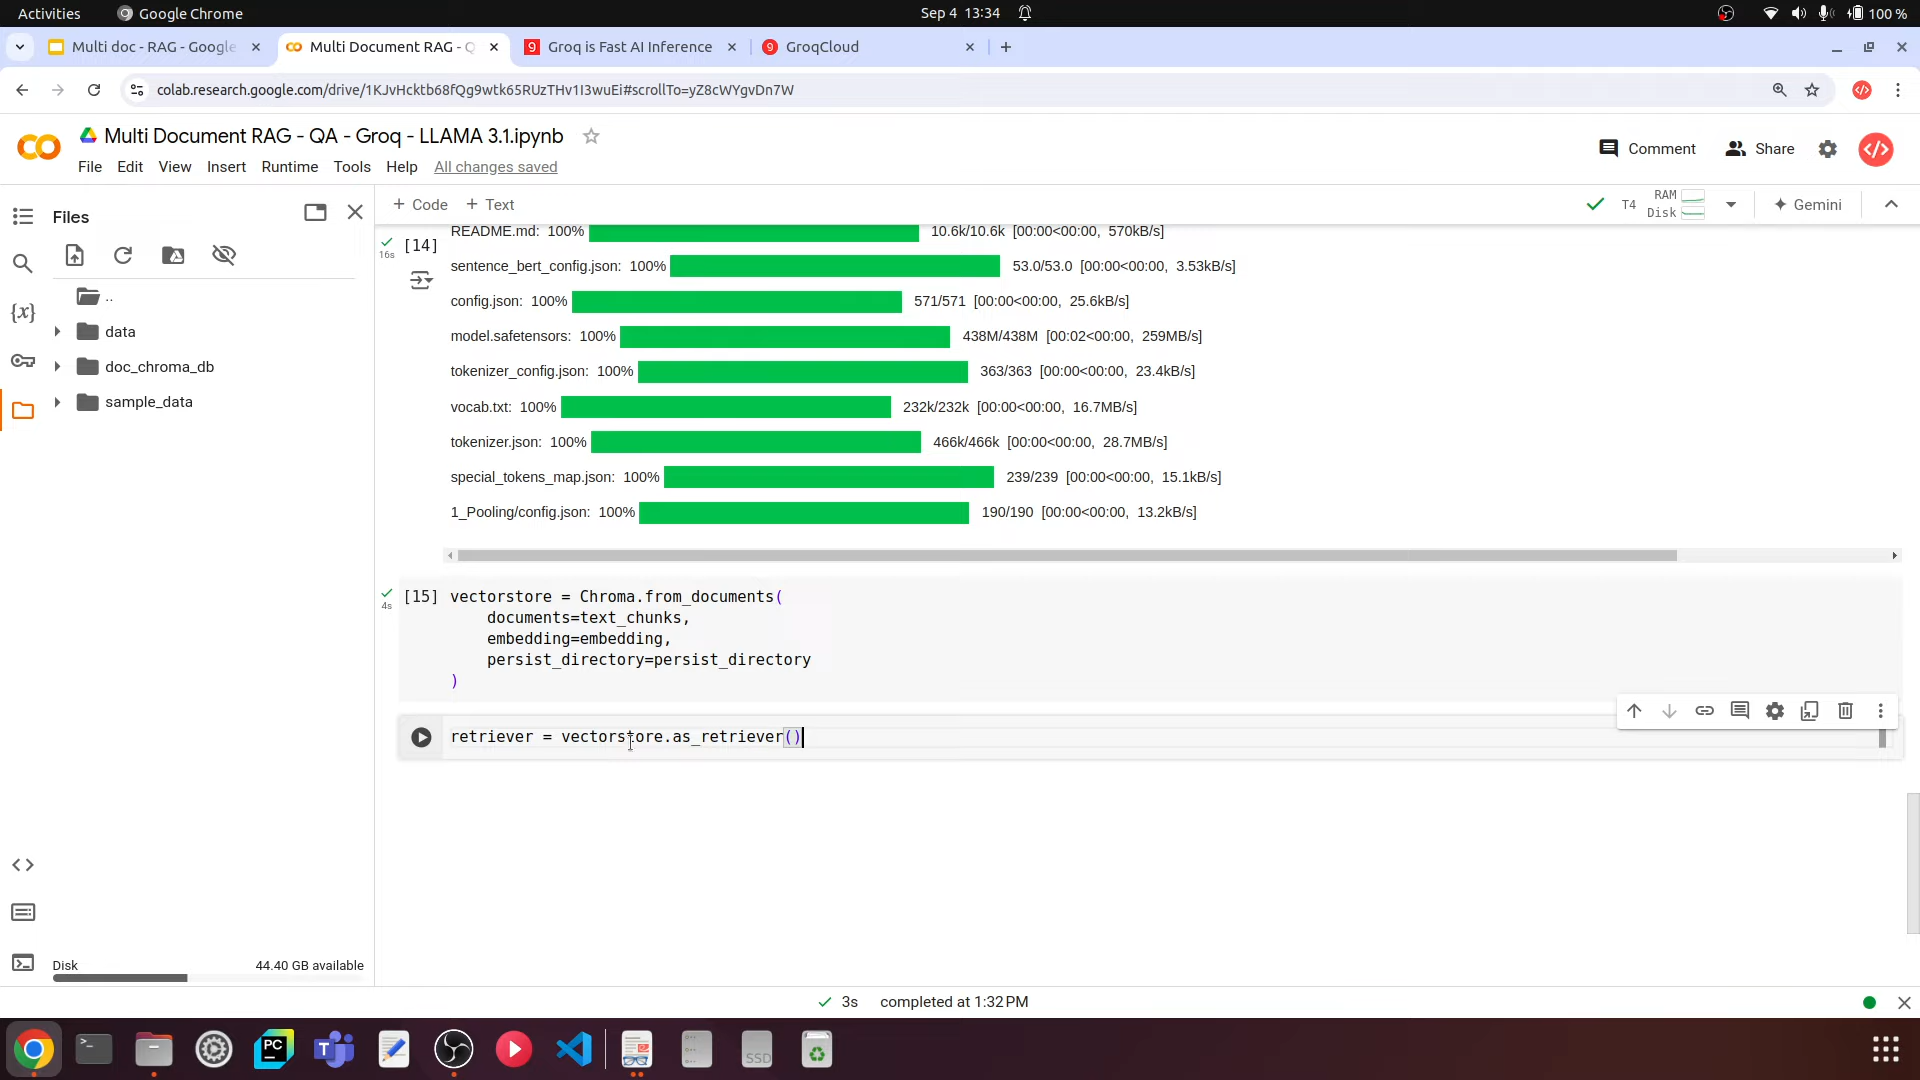 Activities
Google Chrome
Sep 4 13:34
100 %
Multi doc - RAG - Google
Multi Document RAG - Q
Groq is Fast AI Inference
GroqCloud
colab.research.google.com/drive/1KJvHcktb68fQg9wtk65RUzTHv1I3wuEi#scrollTo=yZ8cWYgvDn7W
Multi Document RAG - QA - Groq - LLAMA 3.1.ipynb
File Edit View Insert Runtime Tools Help All changes saved
Comment
Share
Files
+ Code + Text
T4
RAM
Disk
Gemini
..
data
doc_chroma_db
sample_data
Disk 44.40 GB available
16s
[14]
README.md: 100% 10.6k/10.6k [00:00<00:00, 570kB/s]
sentence_bert_config.json: 100% 53.0/53.0 [00:00<00:00, 3.53kB/s]
config.json: 100% 571/571 [00:00<00:00, 25.6kB/s]
model.safetensors: 100% 438M/438M [00:02<00:00, 259MB/s]
tokenizer_config.json: 100% 363/363 [00:00<00:00, 23.4kB/s]
vocab.txt: 100% 232k/232k [00:00<00:00, 16.7MB/s]
tokenizer.json: 100% 466k/466k [00:00<00:00, 28.7MB/s]
special_tokens_map.json: 100% 239/239 [00:00<00:00, 15.1kB/s]
1_Pooling/config.json: 100% 190/190 [00:00<00:00, 13.2kB/s]
4s
[15] vectorstore = Chroma.from_documents(
documents=text_chunks,
embedding=embedding,
persist_directory=persist_directory
)
retriever = vectorstore.as_retriever()
3s completed at 1:32 PM
PC
SSD